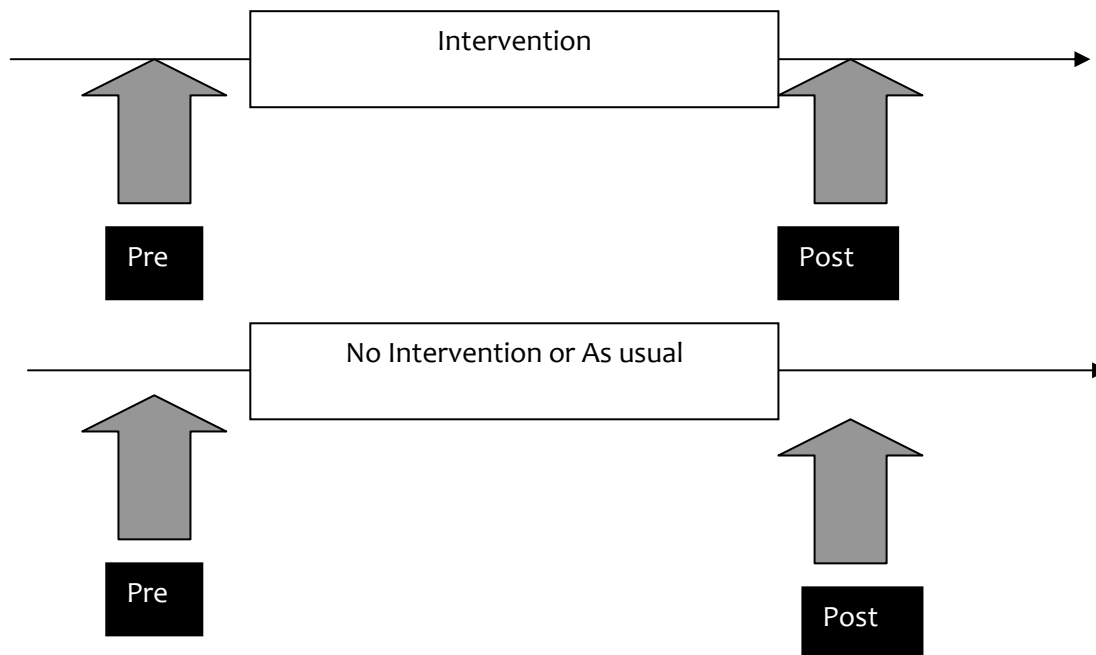 Intervention
Pre
Post
No Intervention or As usual
Pre
Post